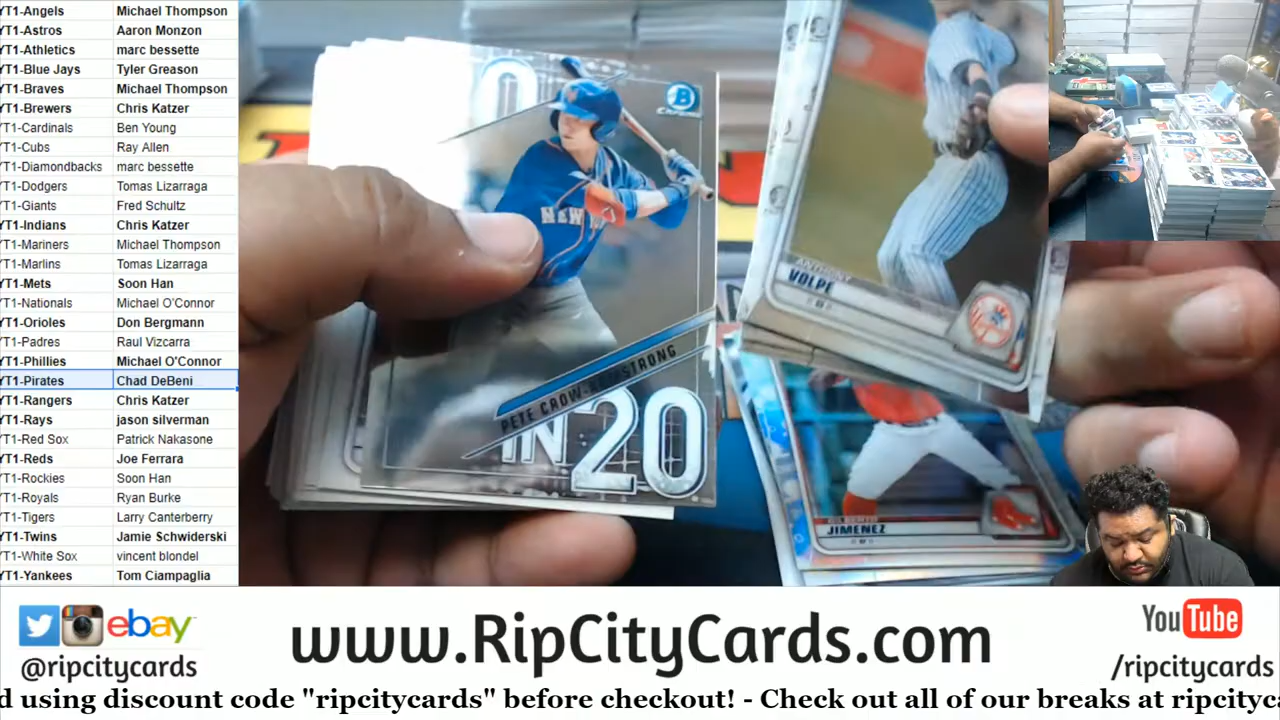 YT1-Angels Michael Thompson
YT1-Astros Aaron Monzon
YT1-Athletics marc bessette
YT1-Blue Jays Tyler Greason
YT1-Braves Michael Thompson
YT1-Brewers Chris Katzer
YT1-Cardinals Ben Young
YT1-Cubs Ray Allen
YT1-Diamondbacks marc bessette
YT1-Dodgers Tomas Lizarraga
YT1-Giants Fred Schultz
YT1-Indians Chris Katzer
YT1-Mariners Michael Thompson
YT1-Marlins Tomas Lizarraga
YT1-Mets Soon Han
YT1-Nationals Michael O'Connor
YT1-Orioles Don Bergmann
YT1-Padres Raul Vizcarra
YT1-Phillies Michael O'Connor
YT1-Pirates Chad DeBeni
YT1-Rangers Chris Katzer
YT1-Rays jason silverman
YT1-Red Sox Patrick Nakasone
YT1-Reds Joe Ferrara
YT1-Rockies Soon Han
YT1-Royals Ryan Burke
YT1-Tigers Larry Canterberry
YT1-Twins Jamie Schwiderski
YT1-White Sox vincent blondel
YT1-Yankees Tom Ciampaglia
B
Chrome
NEW
PETE CROW-ARMSTRONG
IN 20
ANTHONY
VOLPE
JIMENEZ
ebay
@ripcitycards
www.RipCityCards.com
YouTube
/ripcitycards
d using discount code "ripcitycards" before checkout! - Check out all of our breaks at ripcityc